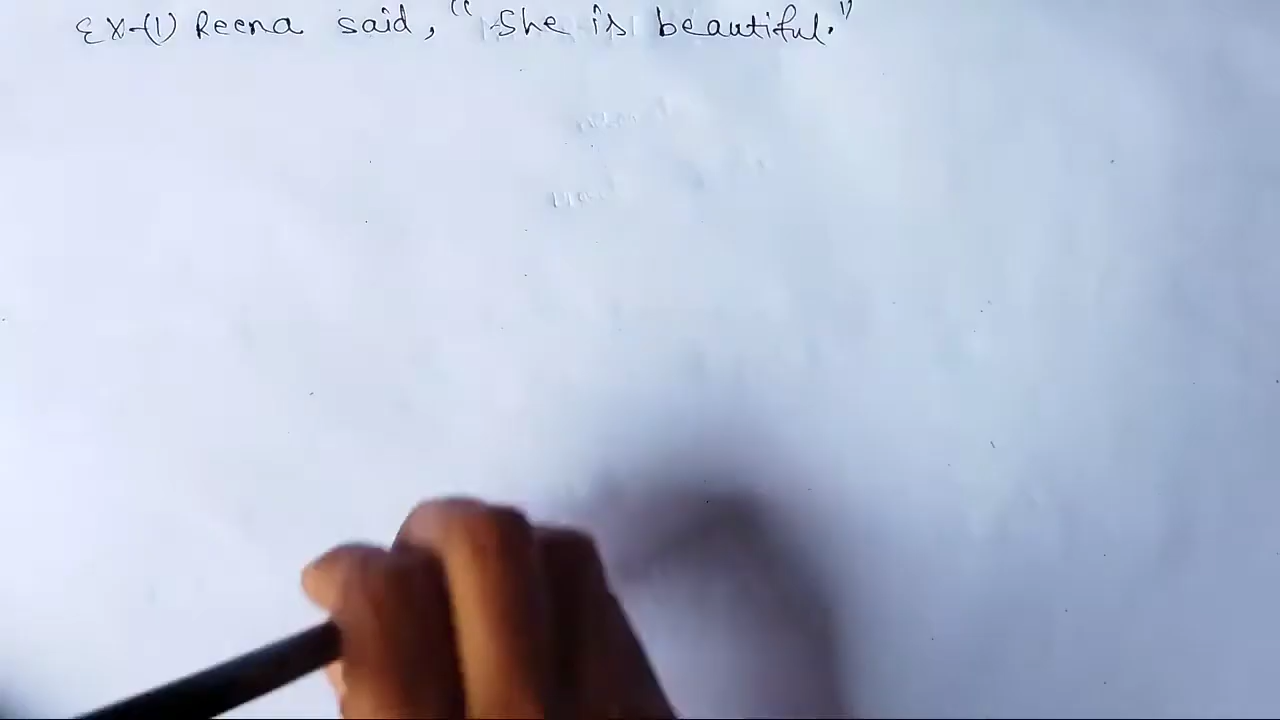 Ex-(1) Reena said, "She is beautiful."